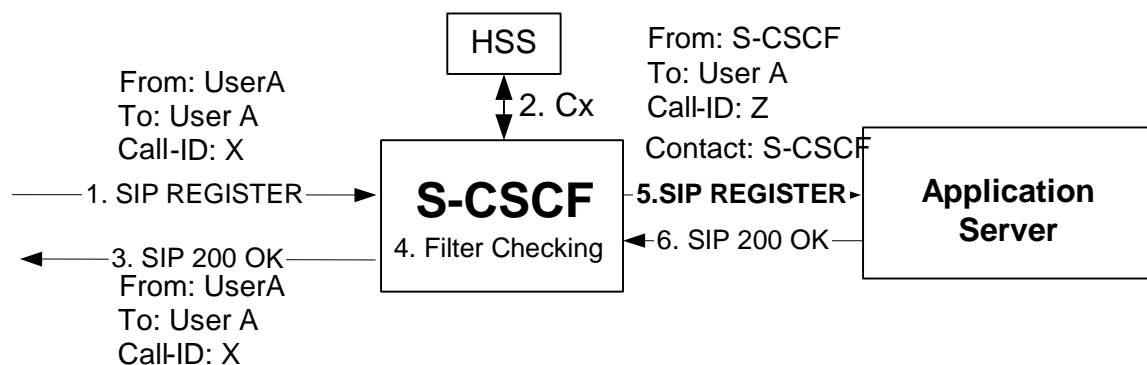 HSS
From: UserA
To: User A
Call-ID: X
2. Cx
From: S-CSCF
To: User A
Call-ID: Z
Contact: S-CSCF
1. SIP REGISTER
S-CSCF
4. Filter Checking
5.SIP REGISTER
Application
Server
6. SIP 200 OK
3. SIP 200 OK
From: UserA
To: User A
Call-ID: X